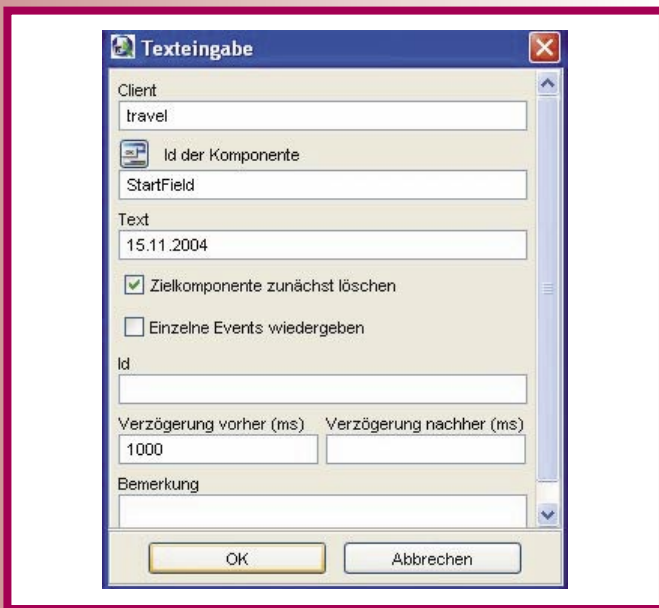 Texteingabe
Client
travel
Id der Komponente
StartField
Text
15.11.2004
Zielkomponente zunächst löschen
Einzelne Events wiedergeben
Id
Verzögerung vorher (ms) Verzögerung nachher (ms)
1000
Bemerkung
OK Abbrechen